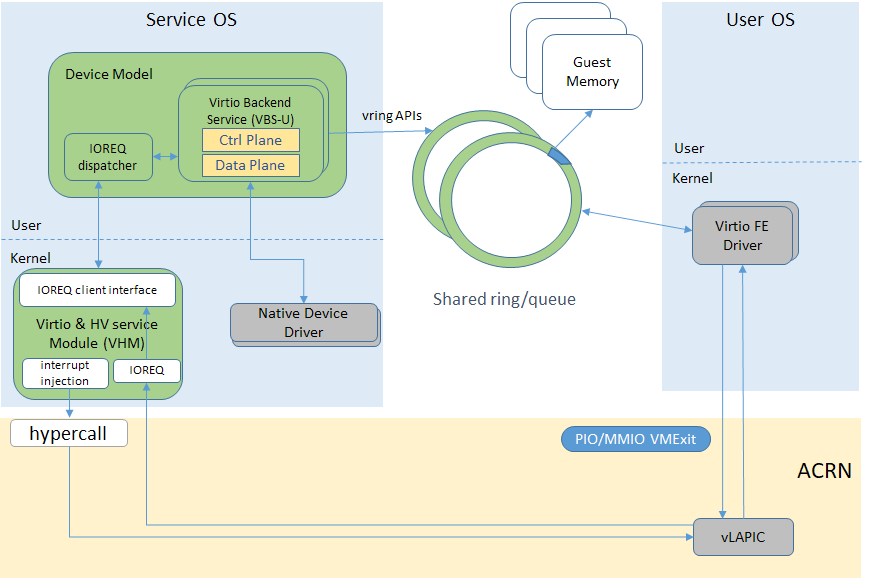 Service OS
User OS
Device Model
Virtio Backend
Service (VBS-U)
Ctrl Plane
Data Plane
IOREQ
dispatcher
vring APIs
Guest
Memory
User
Kernel
User
Kernel
Virtio FE
Driver
IOREQ client interface
Virtio & HV service
Module (VHM)
interrupt
injection
IOREQ
Native Device
Driver
Shared ring/queue
hypercall
PIO/MMIO VMExit
ACRN
vLAPIC